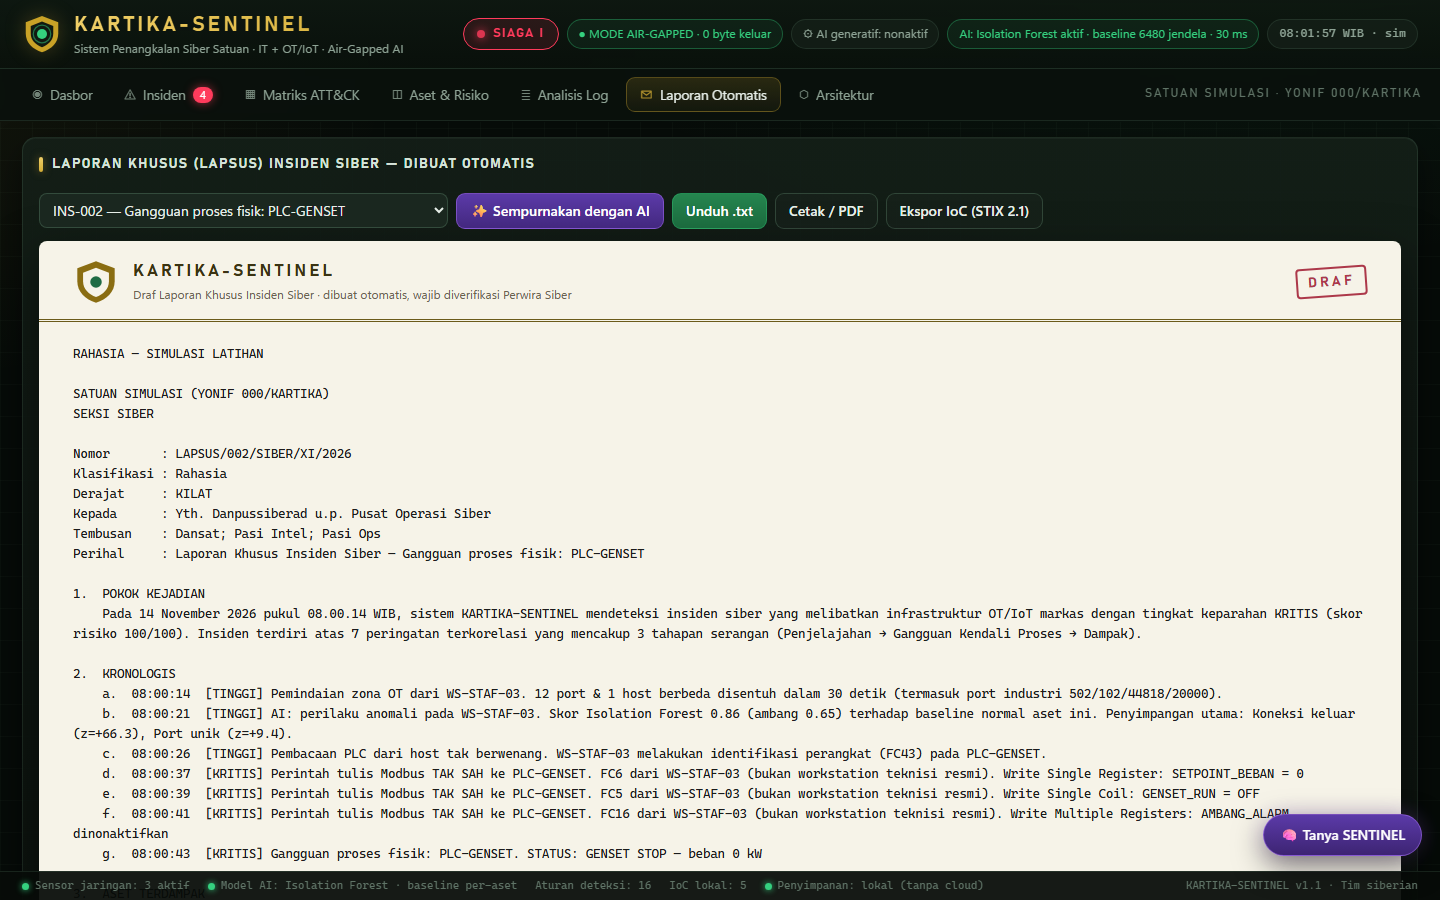 KARTIKA-SENTINEL
Sistem Penangkalan Siber Satuan · IT + OT/IoT · Air-Gapped AI
SIAGA I
MODE AIR-GAPPED · 0 byte keluar
AI generatif: nonaktif
AI: Isolation Forest aktif · baseline 6480 jendela · 30 ms
08:01:57 WIB · sim
Dasbor
Insiden 4
Matriks ATT&CK
Aset & Risiko
Analisis Log
Laporan Otomatis
Arsitektur
SATUAN SIMULASI · YONIF 000/KARTIKA
LAPORAN KHUSUS (LAPSUS) INSIDEN SIBER — DIBUAT OTOMATIS
INS-002 — Gangguan proses fisik: PLC-GENSET
Sempurnakan dengan AI
Unduh .txt
Cetak / PDF
Ekspor IoC (STIX 2.1)
KARTIKA-SENTINEL
Draf Laporan Khusus Insiden Siber · dibuat otomatis, wajib diverifikasi Perwira Siber
DRAF
RAHASIA — SIMULASI LATIHAN
SATUAN SIMULASI (YONIF 000/KARTIKA)
SEKSI SIBER
Nomor : LAPSUS/002/SIBER/XI/2026
Klasifikasi : Rahasia
Derajat : KILAT
Kepada : Yth. Danpussiberad u.p. Pusat Operasi Siber
Tembusan : Dansat; Pasi Intel; Pasi Ops
Perihal : Laporan Khusus Insiden Siber — Gangguan proses fisik: PLC-GENSET
1. POKOK KEJADIAN
Pada 14 November 2026 pukul 08.00.14 WIB, sistem KARTIKA-SENTINEL mendeteksi insiden siber yang melibatkan infrastruktur OT/IoT markas dengan tingkat keparahan KRITIS (skor
risiko 100/100). Insiden terdiri atas 7 peringatan terkorelasi yang mencakup 3 tahapan serangan (Penjelajahan → Gangguan Kendali Proses → Dampak).
2. KRONOLOGIS
a. 08:00:14 [TINGGI] Pemindaian zona OT dari WS-STAF-03. 12 port & 1 host berbeda disentuh dalam 30 detik (termasuk port industri 502/102/44818/20000).
b. 08:00:21 [TINGGI] AI: perilaku anomali pada WS-STAF-03. Skor Isolation Forest 0.86 (ambang 0.65) terhadap baseline normal aset ini. Penyimpangan utama: Koneksi keluar
(z=+66.3), Port unik (z=+9.4).
c. 08:00:26 [TINGGI] Pembacaan PLC dari host tak berwenang. WS-STAF-03 melakukan identifikasi perangkat (FC43) pada PLC-GENSET.
d. 08:00:37 [KRITIS] Perintah tulis Modbus TAK SAH ke PLC-GENSET. FC6 dari WS-STAF-03 (bukan workstation teknisi resmi). Write Single Register: SETPOINT_BEBAN = 0
e. 08:00:39 [KRITIS] Perintah tulis Modbus TAK SAH ke PLC-GENSET. FC5 dari WS-STAF-03 (bukan workstation teknisi resmi). Write Single Coil: GENSET_RUN = OFF
f. 08:00:41 [KRITIS] Perintah tulis Modbus TAK SAH ke PLC-GENSET. FC16 dari WS-STAF-03 (bukan workstation teknisi resmi). Write Multiple Registers: AMBANG_ALARM
dinonaktifkan
g. 08:00:43 [KRITIS] Gangguan proses fisik: PLC-GENSET. STATUS: GENSET STOP — beban 0 kW
Tanya SENTINEL
Sensor jaringan: 3 aktif
Model AI: Isolation Forest · baseline per-aset
Aturan deteksi: 16
IoC lokal: 5
Penyimpanan: lokal (tanpa cloud)
KARTIKA-SENTINEL v1.1 · Tim siberian